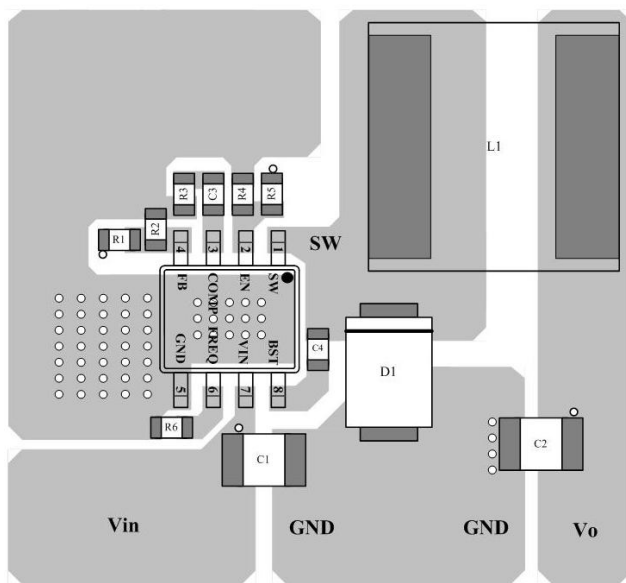 L1
R3
C3
R4
R5
R1
R2
SW
4
3
2
1
FB
COMP
EN
SW
GND
FREQ
VIN
BST
5
6
7
8
C4
D1
R6
C1
C2
Vin
GND
GND
Vo